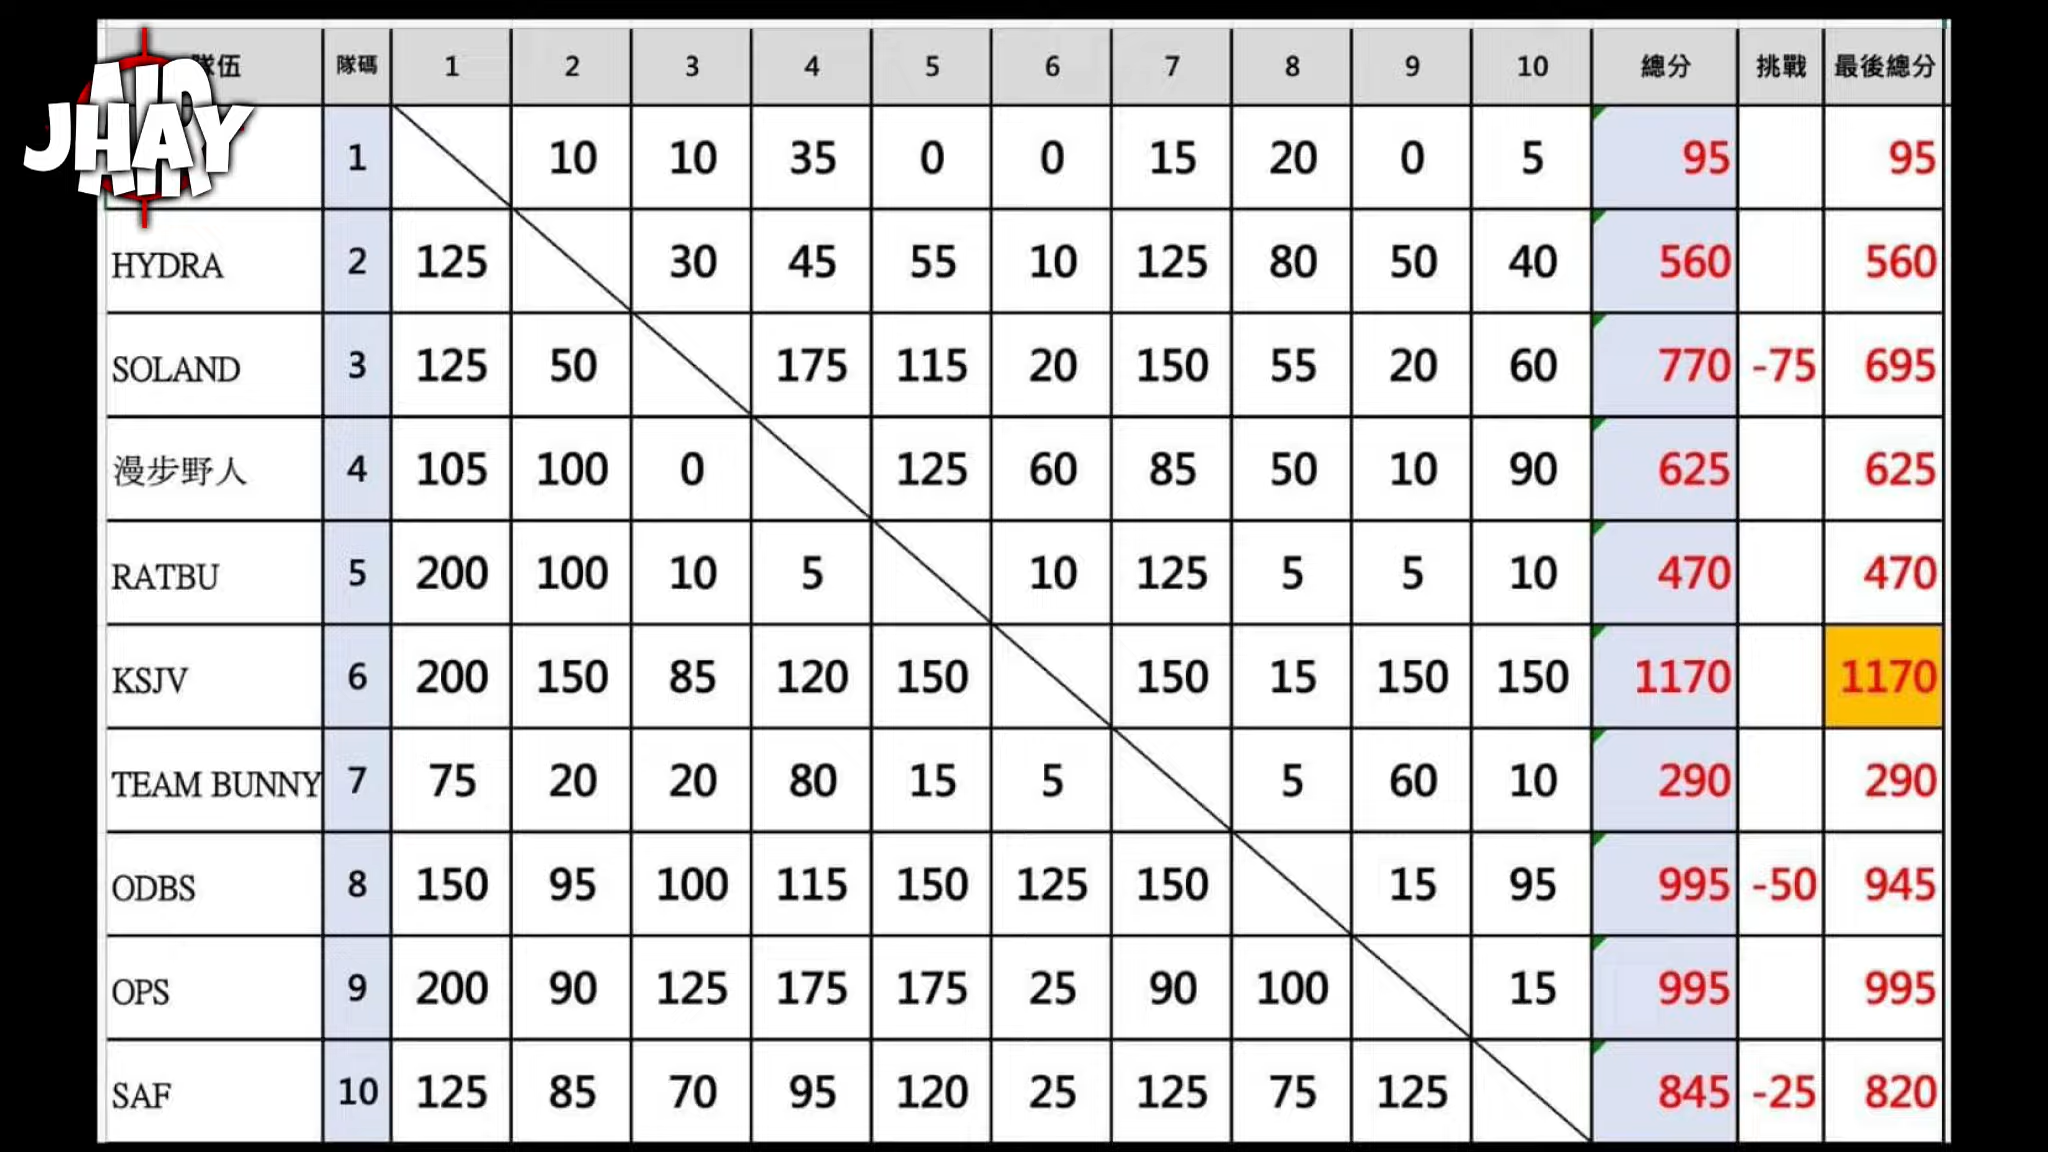 JHAY
AIR
隊伍 隊碼 1 2 3 4 5 6 7 8 9 10 總分 挑戰 最後總分
1 10 10 35 0 0 15 20 0 5 95 95
HYDRA 2 125 30 45 55 10 125 80 50 40 560 560
SOLAND 3 125 50 175 115 20 150 55 20 60 770 -75 695
漫步野人 4 105 100 0 125 60 85 50 10 90 625 625
RATBU 5 200 100 10 5 10 125 5 5 10 470 470
KSJV 6 200 150 85 120 150 150 15 150 150 1170 1170
TEAM BUNNY 7 75 20 20 80 15 5 5 60 10 290 290
ODBS 8 150 95 100 115 150 125 150 15 95 995 -50 945
OPS 9 200 90 125 175 175 25 90 100 15 995 995
SAF 10 125 85 70 95 120 25 125 75 125 845 -25 820